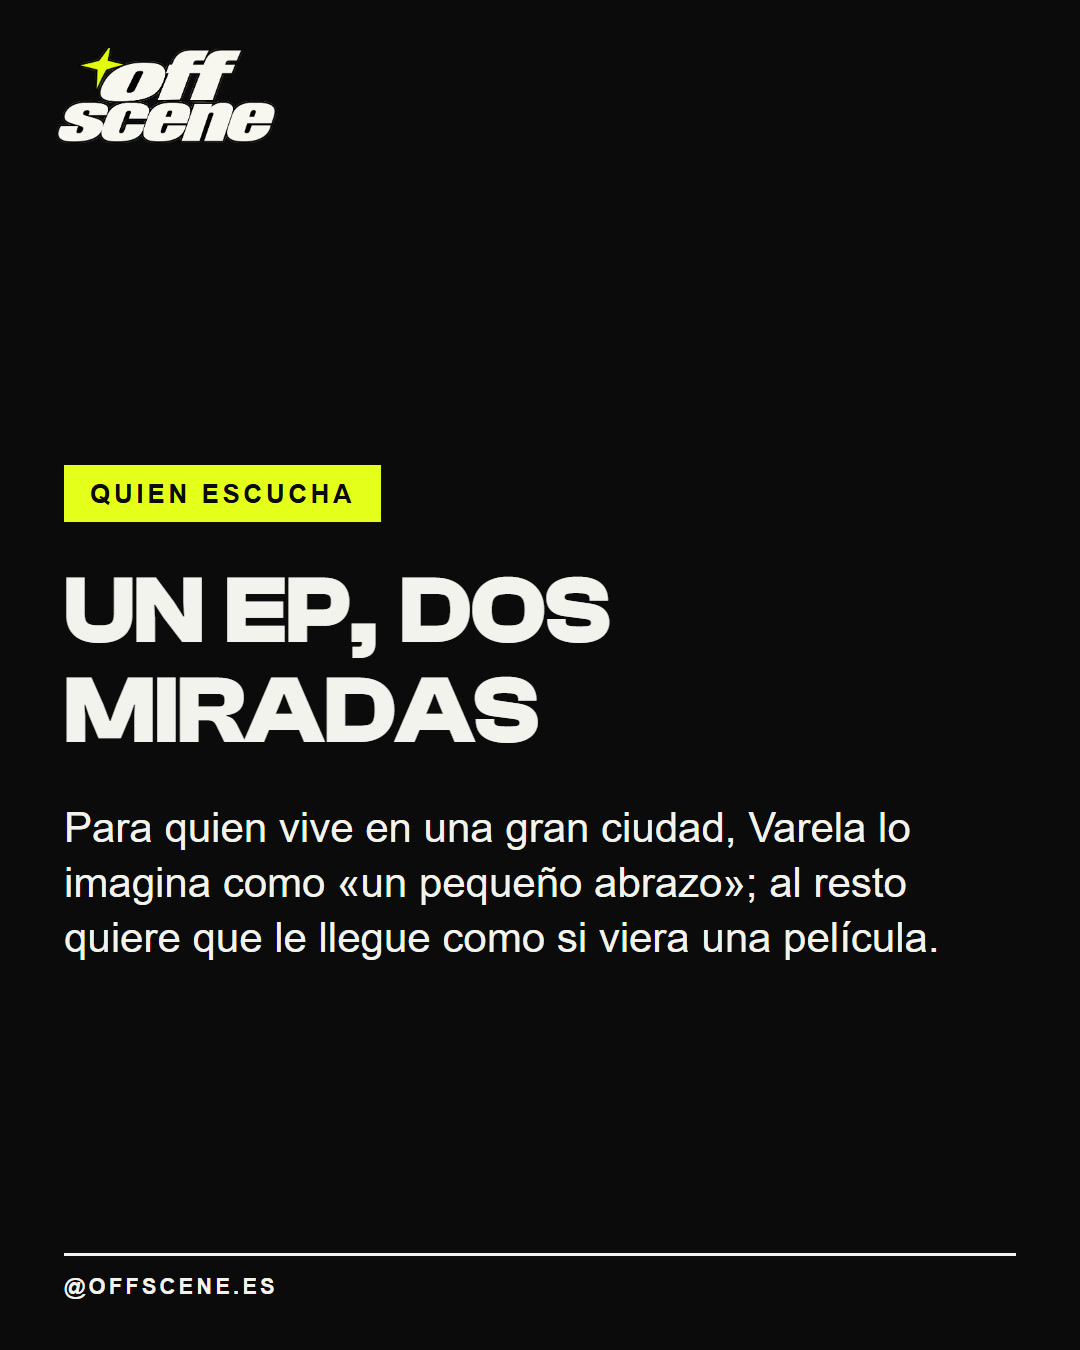 off
scene
QUIEN ESCUCHA
UN EP, DOS
MIRADAS
Para quien vive en una gran ciudad, Varela lo
imagina como «un pequeño abrazo»; al resto
quiere que le llegue como si viera una película.
@OFFSCENE.ES